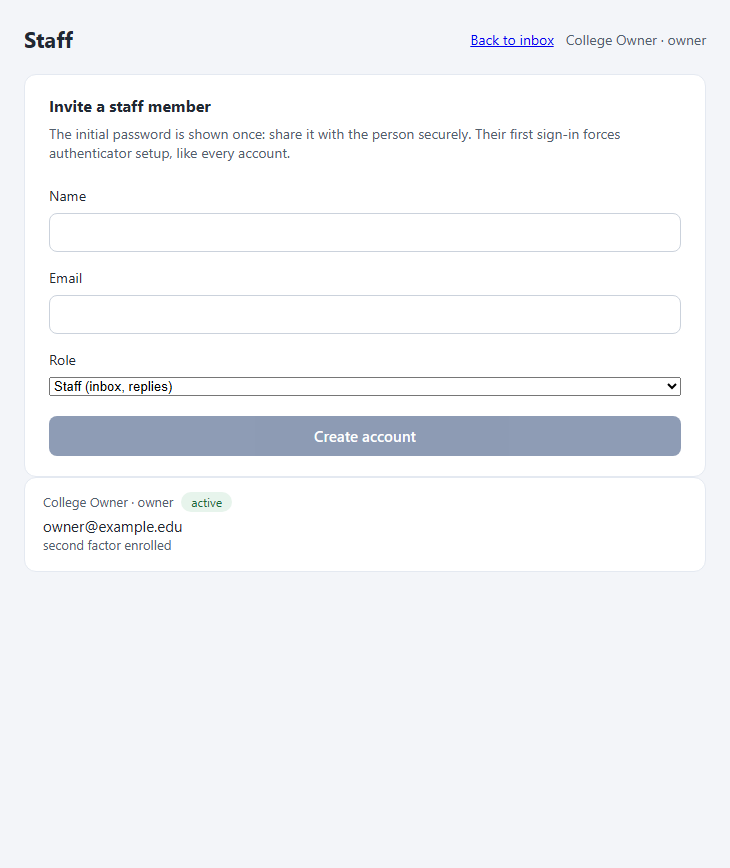 Staff
Back to inbox
College Owner · owner
Invite a staff member
The initial password is shown once: share it with the person securely. Their first sign-in forces
authenticator setup, like every account.
Name
Email
Role
Staff (inbox, replies)
Create account
College Owner · owner active
owner@example.edu
second factor enrolled